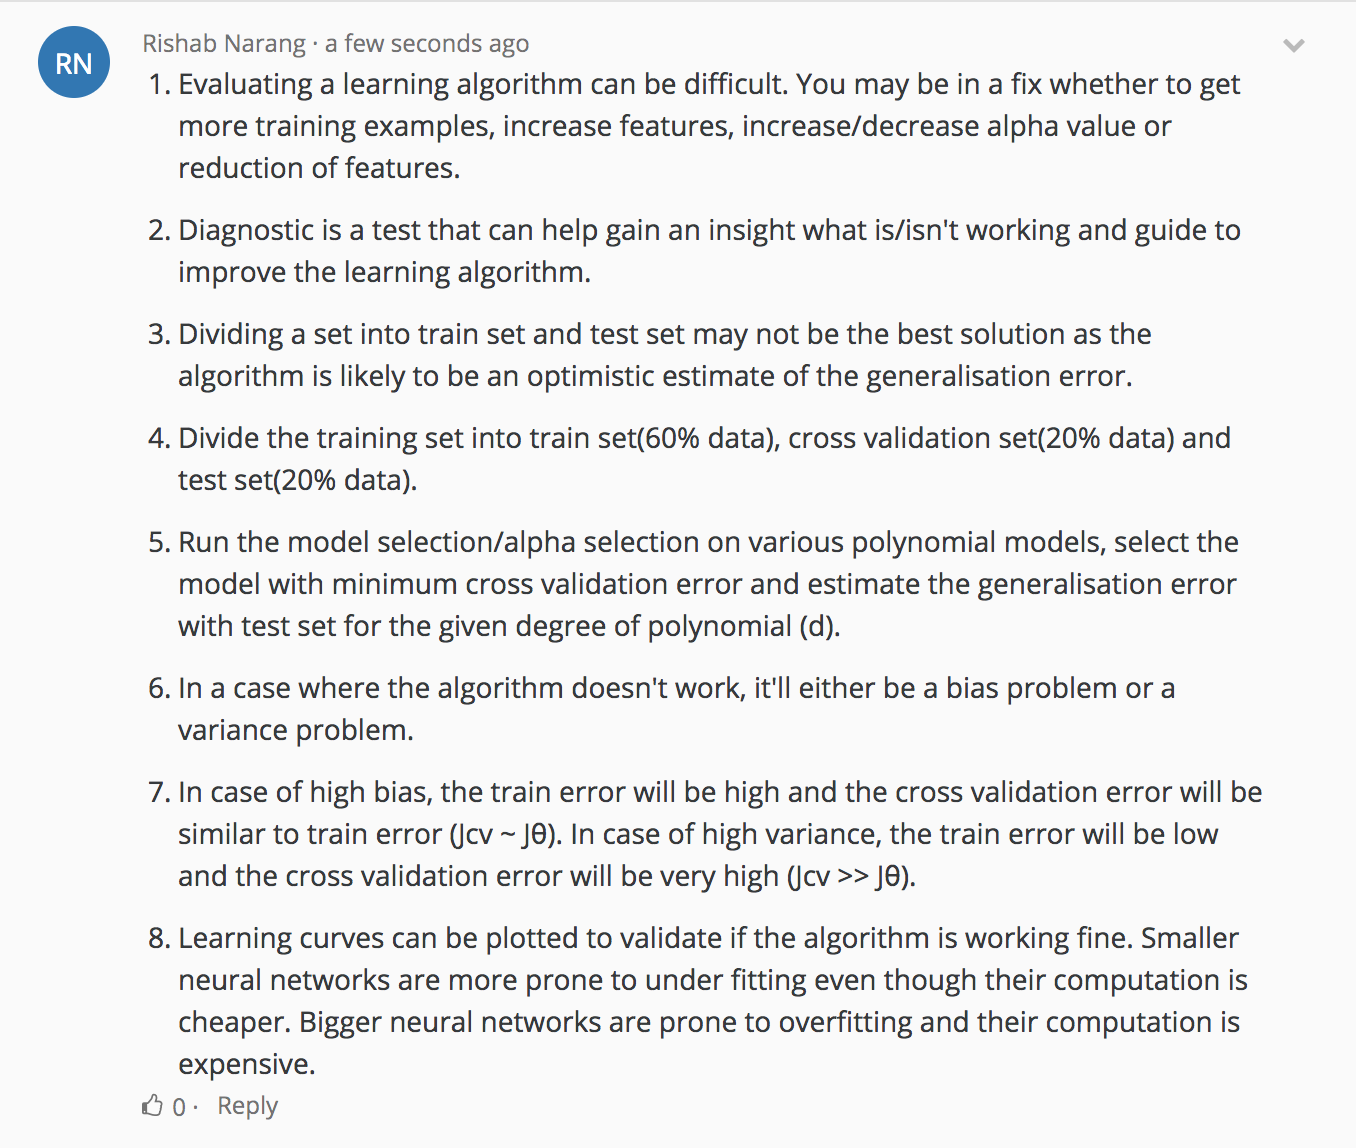 RN
Rishab Narang · a few seconds ago
1. Evaluating a learning algorithm can be difficult. You may be in a fix whether to get
more training examples, increase features, increase/decrease alpha value or
reduction of features.
2. Diagnostic is a test that can help gain an insight what is/isn't working and guide to
improve the learning algorithm.
3. Dividing a set into train set and test set may not be the best solution as the
algorithm is likely to be an optimistic estimate of the generalisation error.
4. Divide the training set into train set(60% data), cross validation set(20% data) and
test set(20% data).
5. Run the model selection/alpha selection on various polynomial models, select the
model with minimum cross validation error and estimate the generalisation error
with test set for the given degree of polynomial (d).
6. In a case where the algorithm doesn't work, it'll either be a bias problem or a
variance problem.
7. In case of high bias, the train error will be high and the cross validation error will be
similar to train error (Jcv ~ Jθ). In case of high variance, the train error will be low
and the cross validation error will be very high (Jcv >> Jθ).
8. Learning curves can be plotted to validate if the algorithm is working fine. Smaller
neural networks are more prone to under fitting even though their computation is
cheaper. Bigger neural networks are prone to overfitting and their computation is
expensive.
0 · Reply